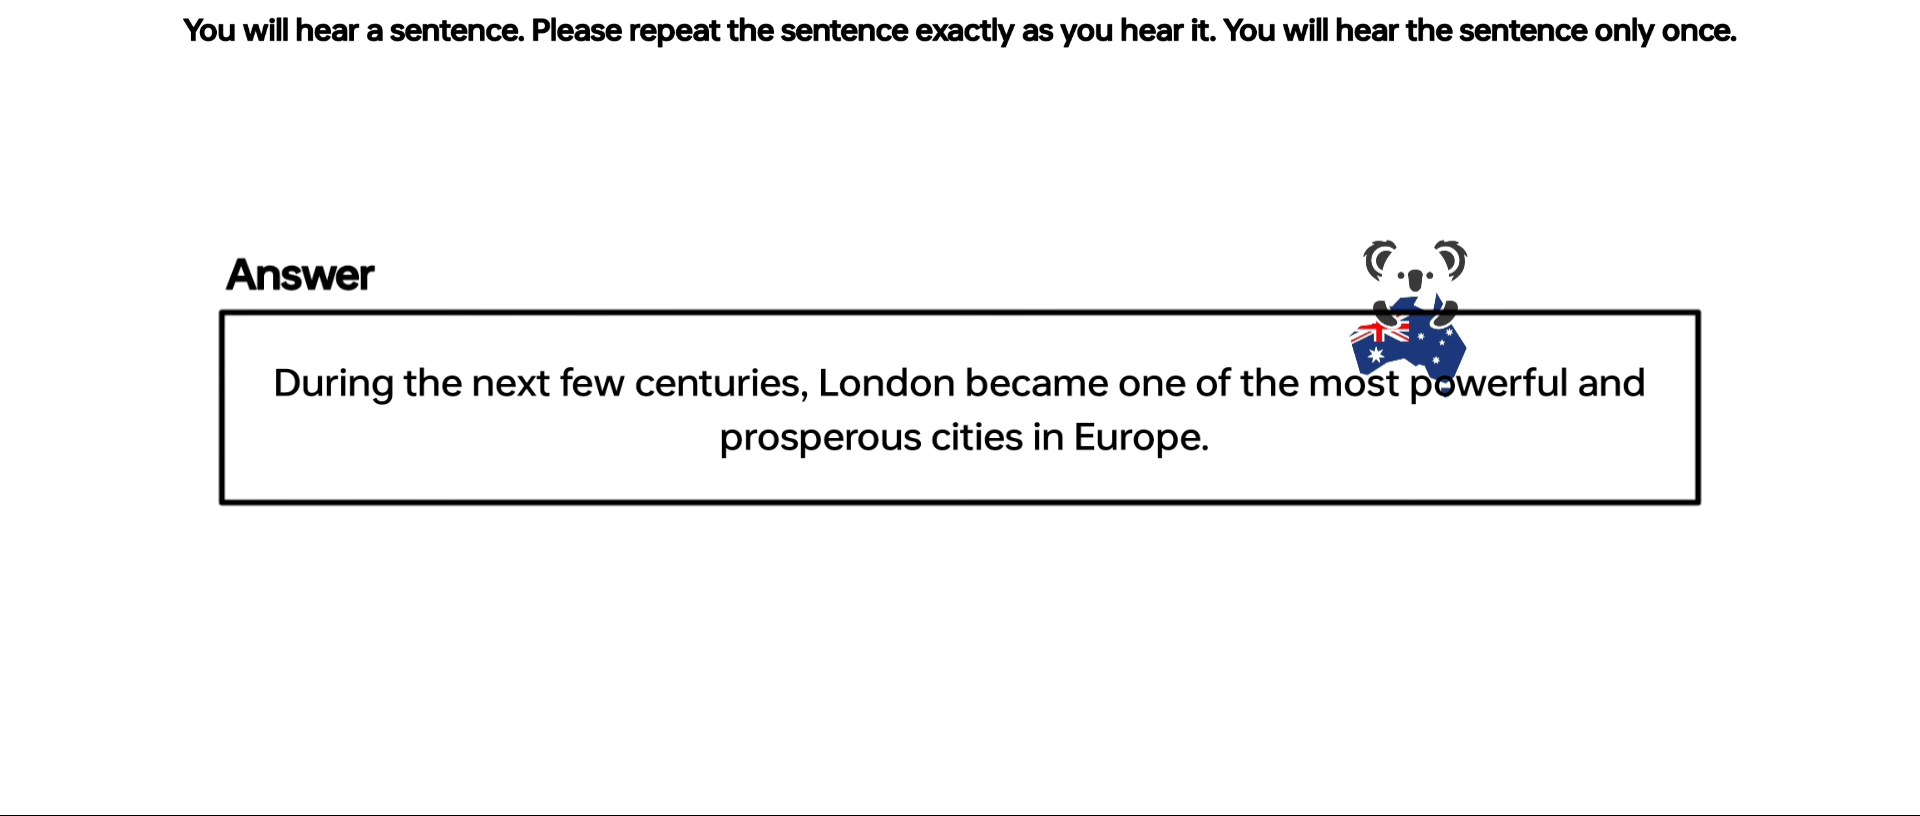 You will hear a sentence. Please repeat the sentence exactly as you hear it. You will hear the sentence only once.
Answer
During the next few centuries, London became one of the most powerful and
prosperous cities in Europe.